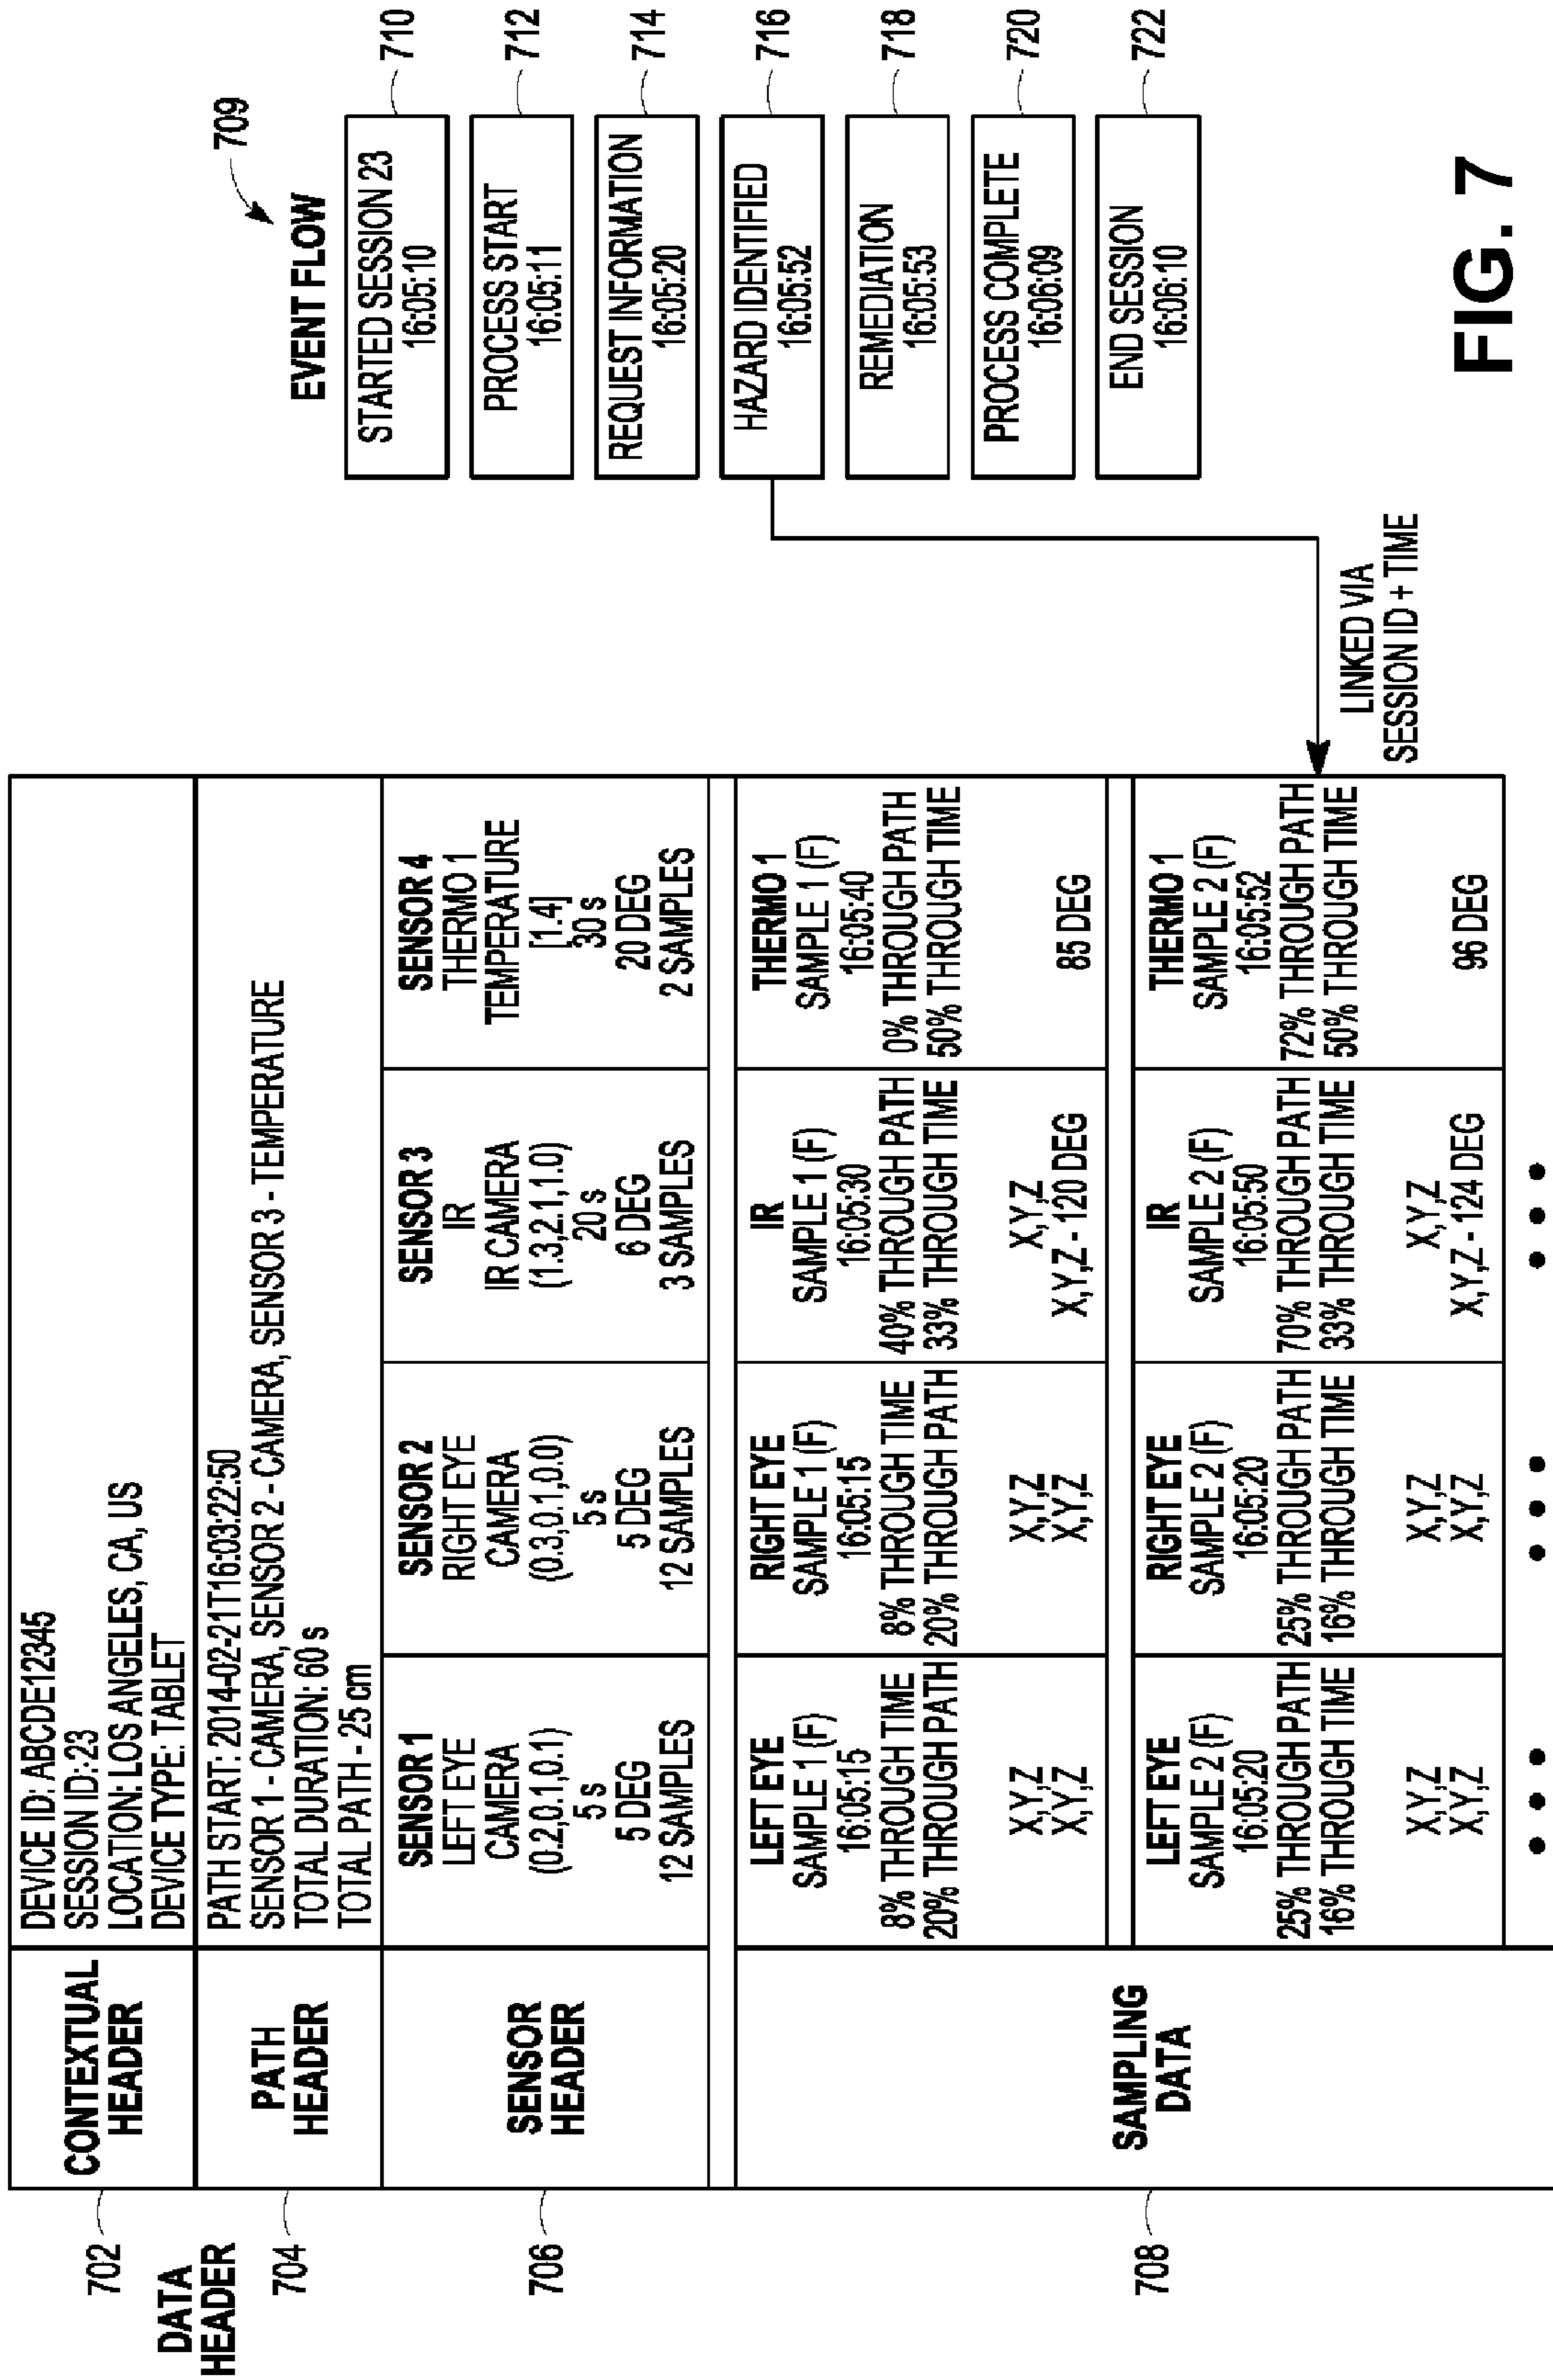 DATA
HEADER
702
CONTEXTUAL
HEADER
DEVICE ID: ABCDE12345
SESSION ID: 23
LOCATION: LOS ANGELES, CA, US
DEVICE TYPE: TABLET
704
PATH
HEADER
PATH START: 2014-02-21T16:03:22:50
SENSOR 1 - CAMERA, SENSOR 2 - CAMERA, SENSOR 3 - TEMPERATURE
TOTAL DURATION: 60 s
TOTAL PATH - 25 cm
706
SENSOR
HEADER
SENSOR 1
LEFT EYE
CAMERA
(0.2,0.1,0.1)
5 s
5 DEG
12 SAMPLES
SENSOR 2
RIGHT EYE
CAMERA
(0.3,0.1,0.0)
5 s
5 DEG
12 SAMPLES
SENSOR 3
IR
IR CAMERA
(1.3,2.1,1.0)
20 s
6 DEG
3 SAMPLES
SENSOR 4
THERMO 1
TEMPERATURE
[1.4]
30 s
20 DEG
2 SAMPLES
708
SAMPLING
DATA
LEFT EYE
SAMPLE 1 (F)
16:05:15
8% THROUGH TIME
20% THROUGH PATH
X,Y,Z
X,Y,Z
RIGHT EYE
SAMPLE 1 (F)
16:05:15
8% THROUGH TIME
20% THROUGH PATH
X,Y,Z
X,Y,Z
IR
SAMPLE 1 (F)
16:05:30
40% THROUGH PATH
33% THROUGH TIME
X,Y,Z
X,Y,Z - 120 DEG
THERMO 1
SAMPLE 1 (F)
16:05:40
0% THROUGH PATH
50% THROUGH TIME
85 DEG
LEFT EYE
SAMPLE 2 (F)
16:05:20
25% THROUGH PATH
16% THROUGH TIME
X,Y,Z
X,Y,Z
RIGHT EYE
SAMPLE 2 (F)
16:05:20
25% THROUGH PATH
16% THROUGH TIME
X,Y,Z
X,Y,Z
IR
SAMPLE 2 (F)
16:05:50
70% THROUGH PATH
33% THROUGH TIME
X,Y,Z
X,Y,Z - 124 DEG
THERMO 1
SAMPLE 2 (F)
16:05:52
72% THROUGH PATH
50% THROUGH TIME
96 DEG
• • •
• • •
• • •
LINKED VIA
SESSION ID + TIME
EVENT FLOW
709
STARTED SESSION 23
16:05:10
710
PROCESS START
16:05:11
712
REQUEST INFORMATION
16:05:20
714
HAZARD IDENTIFIED
16:05:52
716
REMEDIATION
16:05:53
718
PROCESS COMPLETE
16:06:09
720
END SESSION
16:06:10
722
FIG. 7